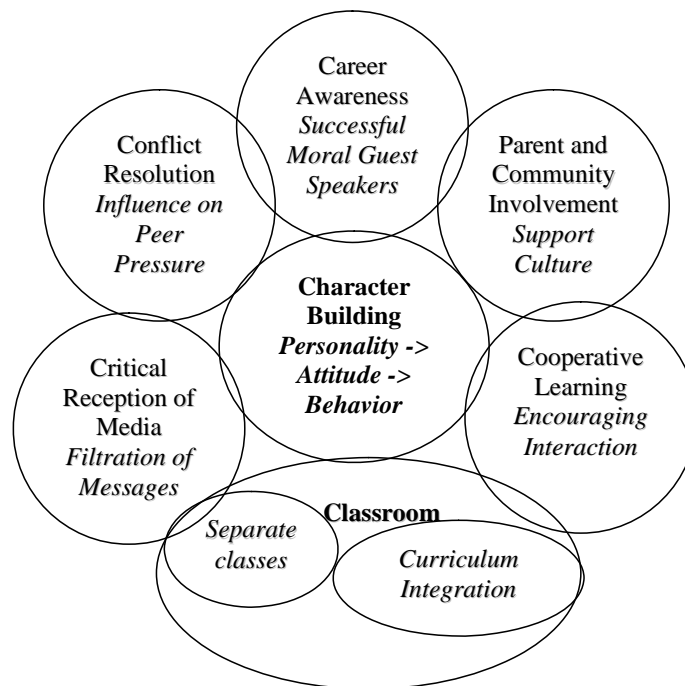 Career
Awareness
Successful
Moral Guest
Speakers
Conflict
Resolution
Influence on
Peer
Pressure
Parent and
Community
Involvement
Support
Culture
Character
Building
Personality ->
Attitude ->
Behavior
Critical
Reception of
Media
Filtration of
Messages
Cooperative
Learning
Encouraging
Interaction
Classroom
Separate
classes
Curriculum
Integration